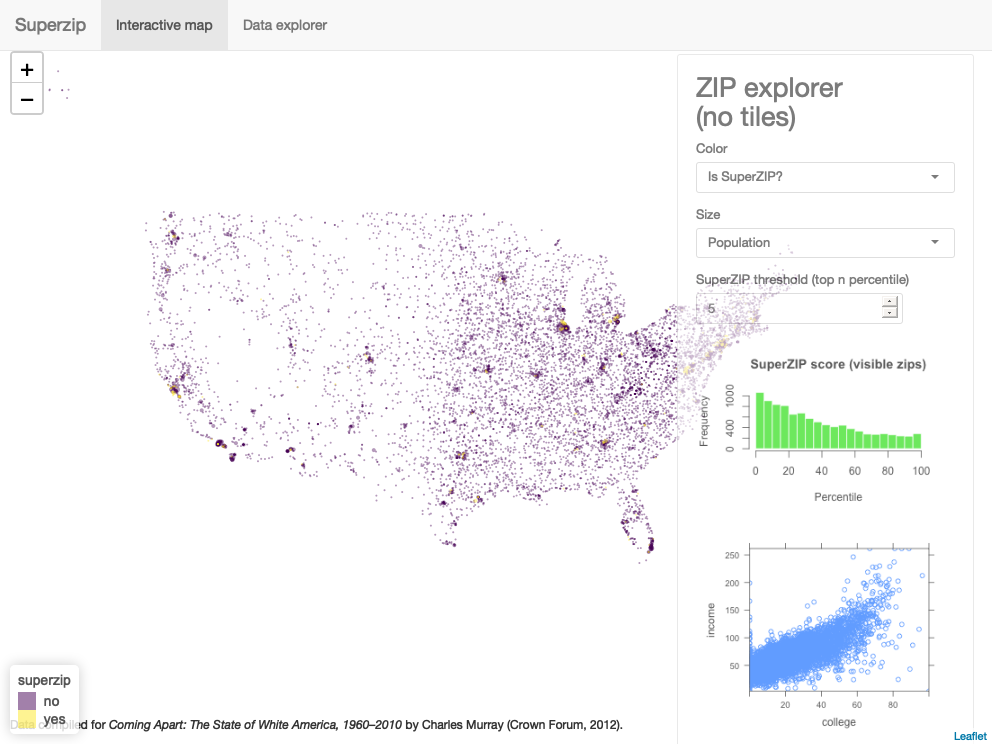 Superzip Interactive map Data explorer
+
−
ZIP explorer
(no tiles)
Color
Is SuperZIP?
Size
Population
SuperZIP threshold (top n percentile)
5
SuperZIP score (visible zips)
Frequency
0 400 1000
0 20 40 60 80 100
Percentile
income
250
200
150
100
50
20 40 60 80
college
superzip
no
yes
Data compiled for Coming Apart: The State of White America, 1960–2010 by Charles Murray (Crown Forum, 2012).
Leaflet